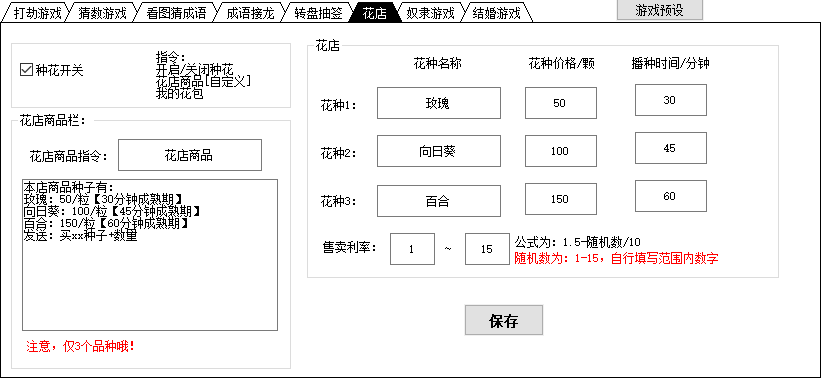 打劫游戏 猜数游戏 看图猜成语 成语接龙 转盘抽签 花店 奴隶游戏 结婚游戏 游戏预设
种花开关
指令：
开启/关闭种花
花店商品[自定义]
我的花包
花店商品栏：
花店商品指令： 花店商品
本店商品种子有：
玫瑰：50/粒【30分钟成熟期】
向日葵：100/粒【45分钟成熟期】
百合：150/粒【60分钟成熟期】
发送：买xx种子+数量
注意，仅3个品种哦！
花店
花种名称 花种价格/颗 播种时间/分钟
花种1： 玫瑰 50 30
花种2： 向日葵 100 45
花种3： 百合 150 60
售卖利率： 1 ~ 15
公式为：1.5-随机数/10
随机数为：1-15，自行填写范围内数字
保存